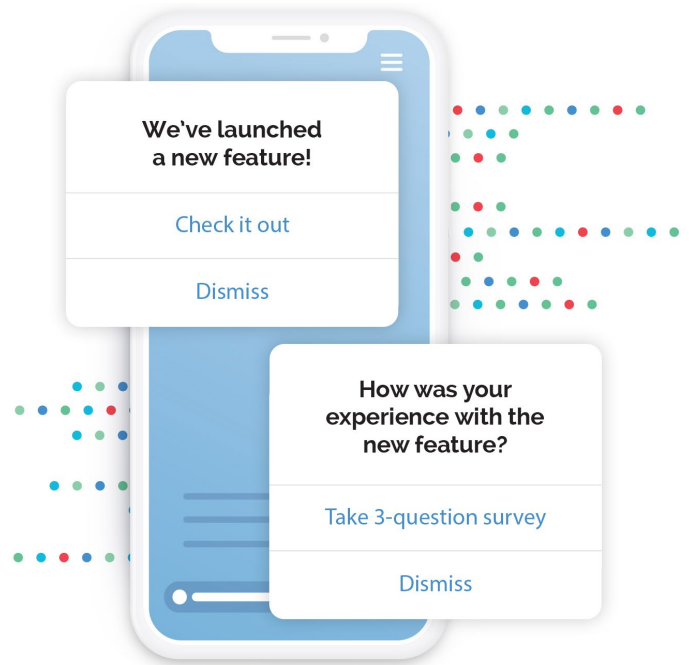 We've launched
a new feature!
Check it out
Dismiss
How was your
experience with the
new feature?
Take 3-question survey
Dismiss